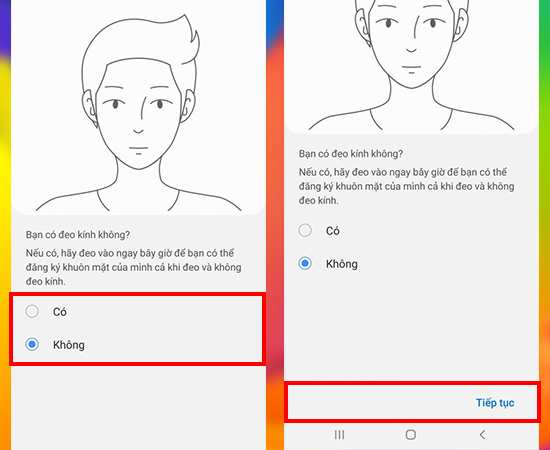 Bạn có đeo kính không?
Nếu có, hãy đeo vào ngay bây giờ để bạn có thể
đăng ký khuôn mặt của mình cả khi đeo và không
đeo kính.
Có
Không
Bạn có đeo kính không?
Nếu có, hãy đeo vào ngay bây giờ để bạn có thể
đăng ký khuôn mặt của mình cả khi đeo và không
đeo kính.
Có
Không
Tiếp tục